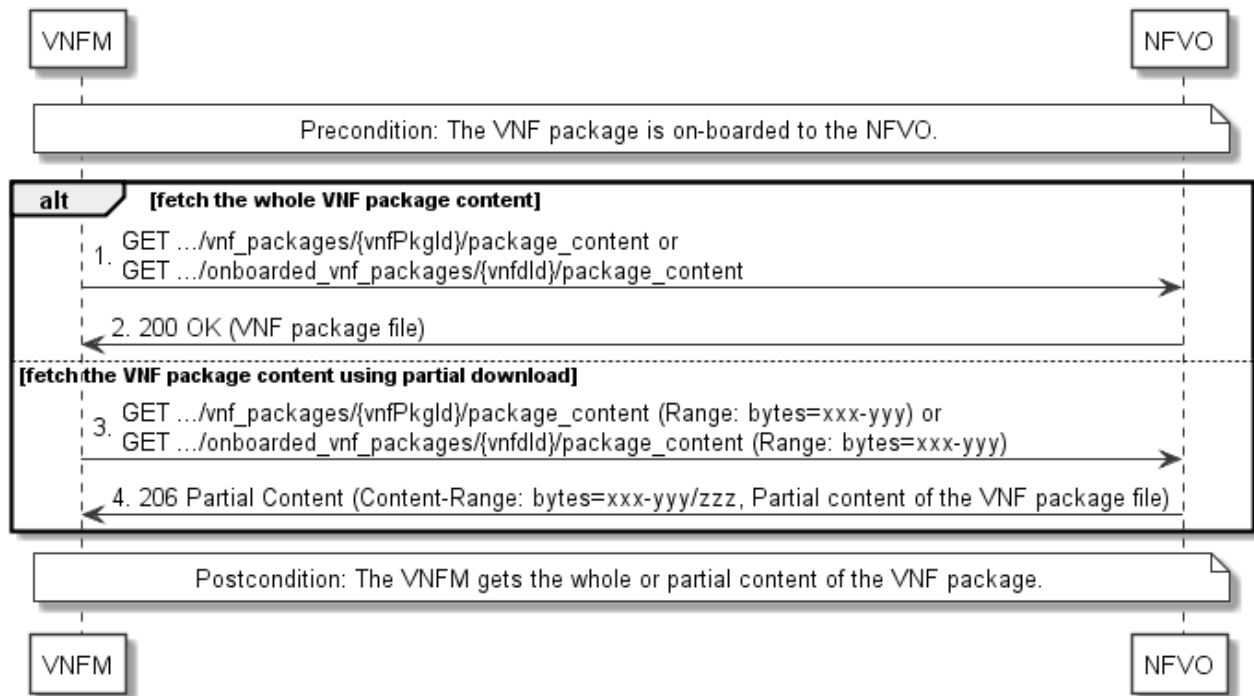 VNFM
NFVO
Precondition: The VNF package is on-boarded to the NFVO.
alt
[fetch the whole VNF package content]
1. GET .../vnf_packages/{vnfPkgId}/package_content or
GET .../onboarded_vnf_packages/{vnfdId}/package_content
2. 200 OK (VNF package file)
[fetch the VNF package content using partial download]
3. GET .../vnf_packages/{vnfPkgId}/package_content (Range: bytes=xxx-yyy) or
GET .../onboarded_vnf_packages/{vnfdId}/package_content (Range: bytes=xxx-yyy)
4. 206 Partial Content (Content-Range: bytes=xxx-yyy/zzz, Partial content of the VNF package file)
Postcondition: The VNFM gets the whole or partial content of the VNF package.
VNFM
NFVO